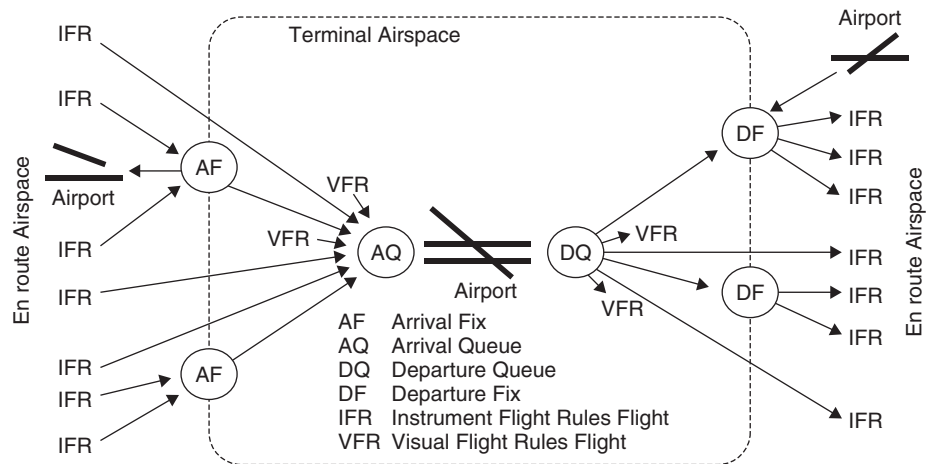 IFR
Terminal Airspace
Airport
IFR
DF
IFR
IFR
AF
Airport
VFR
IFR
En route Airspace
IFR
VFR
AQ
DQ
VFR
IFR
En route Airspace
IFR
Airport
VFR
DF
IFR
IFR
IFR
AF
IFR
IFR
IFR
AF Arrival Fix
AQ Arrival Queue
DQ Departure Queue
DF Departure Fix
IFR Instrument Flight Rules Flight
VFR Visual Flight Rules Flight